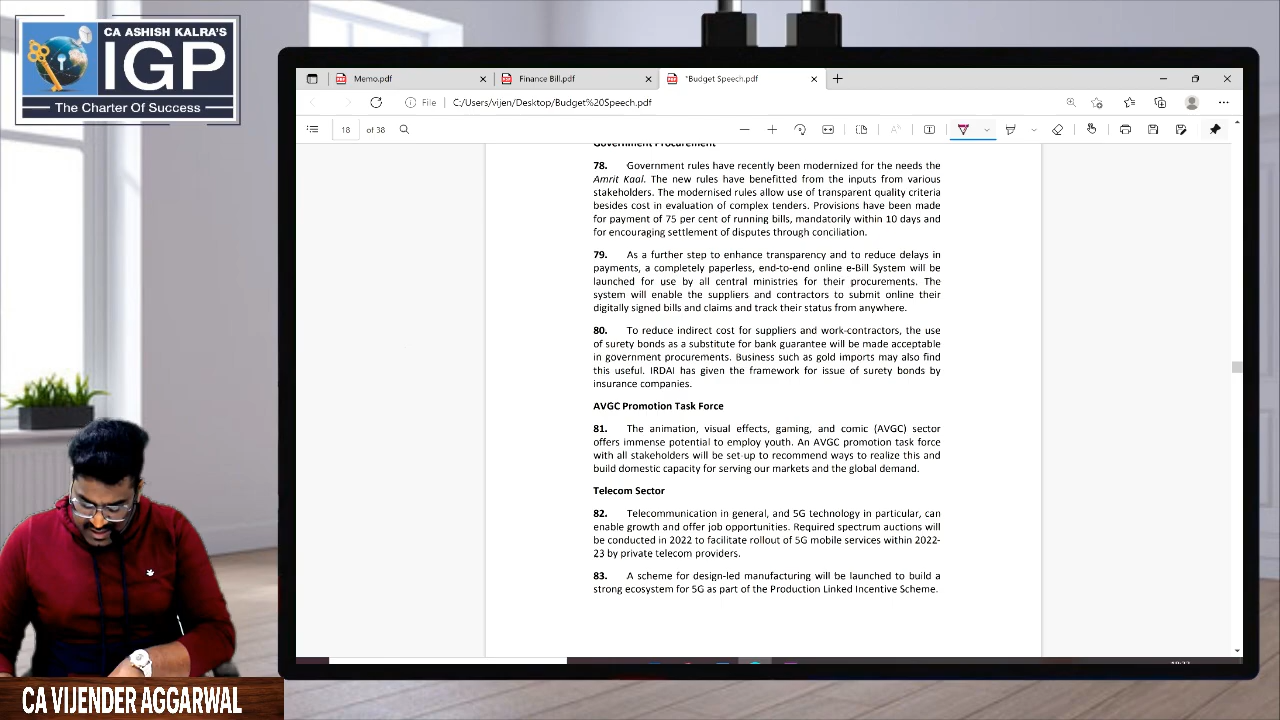 CA ASHISH KALRA'S
IGP
The Charter Of Success
Memo.pdf
Finance Bill.pdf
*Budget Speech.pdf
File
C:/Users/vijen/Desktop/Budget%20Speech.pdf
18 of 38
Government Procurement
78. Government rules have recently been modernized for the needs the
Amrit Kaal. The new rules have benefitted from the inputs from various
stakeholders. The modernised rules allow use of transparent quality criteria
besides cost in evaluation of complex tenders. Provisions have been made
for payment of 75 per cent of running bills, mandatorily within 10 days and
for encouraging settlement of disputes through conciliation.
79. As a further step to enhance transparency and to reduce delays in
payments, a completely paperless, end-to-end online e-Bill System will be
launched for use by all central ministries for their procurements. The
system will enable the suppliers and contractors to submit online their
digitally signed bills and claims and track their status from anywhere.
80. To reduce indirect cost for suppliers and work-contractors, the use
of surety bonds as a substitute for bank guarantee will be made acceptable
in government procurements. Business such as gold imports may also find
this useful. IRDAI has given the framework for issue of surety bonds by
insurance companies.
AVGC Promotion Task Force
81. The animation, visual effects, gaming, and comic (AVGC) sector
offers immense potential to employ youth. An AVGC promotion task force
with all stakeholders will be set-up to recommend ways to realize this and
build domestic capacity for serving our markets and the global demand.
Telecom Sector
82. Telecommunication in general, and 5G technology in particular, can
enable growth and offer job opportunities. Required spectrum auctions will
be conducted in 2022 to facilitate rollout of 5G mobile services within 2022-
23 by private telecom providers.
83. A scheme for design-led manufacturing will be launched to build a
strong ecosystem for 5G as part of the Production Linked Incentive Scheme.
CA VIJENDER AGGARWAL